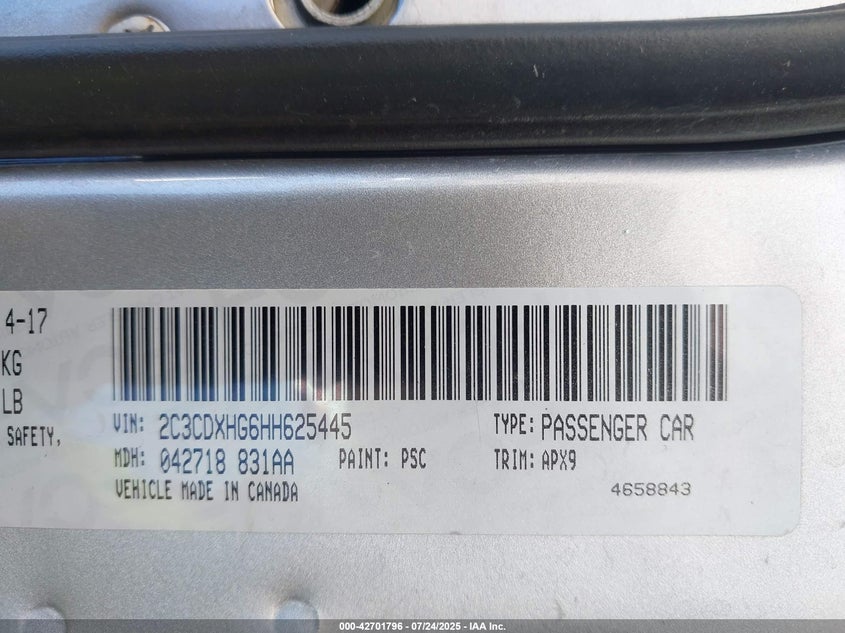 4-17
KG
LB
SAFETY,
VIN: 2C3CDXHG6HH625445
TYPE: PASSENGER CAR
MDH: 042718 831AA
PAINT: PSC
TRIM: APX9
VEHICLE MADE IN CANADA
4658843
000-42701796 - 07/24/2025 - IAA Inc.